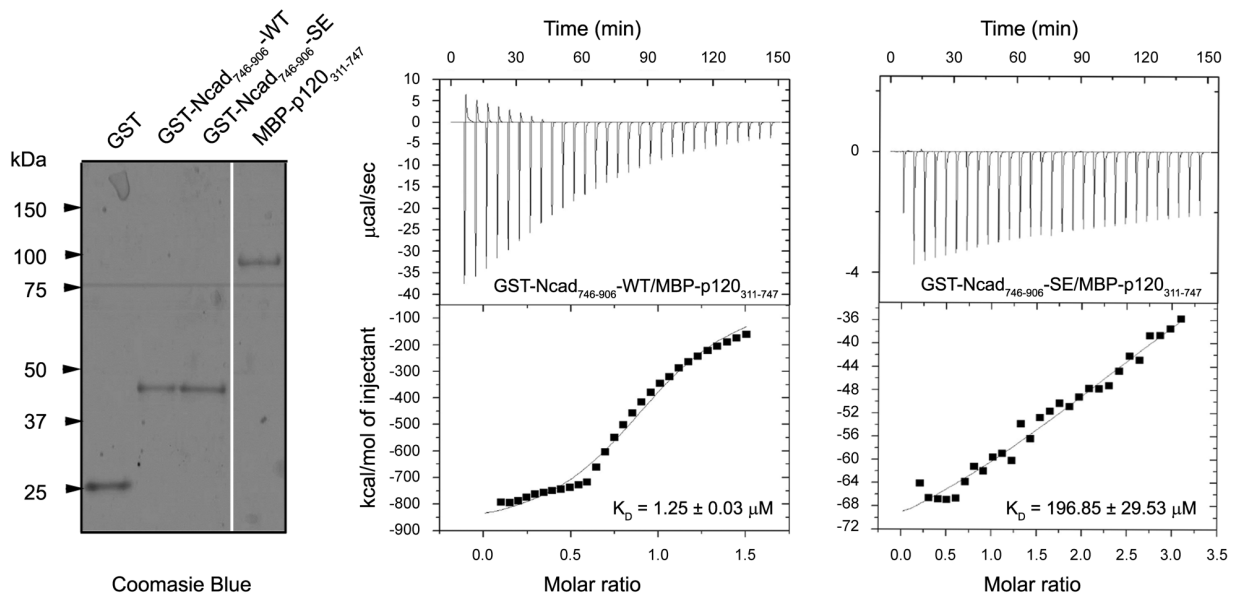 GST
GST-Ncad746-906-WT
GST-Ncad746-906-SE
MBP-p120311-747
kDa
150
100
75
50
37
25
Coomasie Blue
Time (min)
0 30 60 90 120 150
10
5
0
-5
-10
-15
-20
-25
-30
-35
-40
µcal/sec
GST-Ncad746-906-WT/MBP-p120311-747
-100
-200
-300
-400
-500
-600
-700
-800
-900
kcal/mol of injectant
KD = 1.25 ± 0.03 µM
0.0 0.5 1.0 1.5
Molar ratio
Time (min)
0 30 60 90 120 150
0
-4
GST-Ncad746-906-SE/MBP-p120311-747
-36
-40
-44
-48
-52
-56
-60
-64
-68
-72
KD = 196.85 ± 29.53 µM
0.0 0.5 1.0 1.5 2.0 2.5 3.0 3.5
Molar ratio